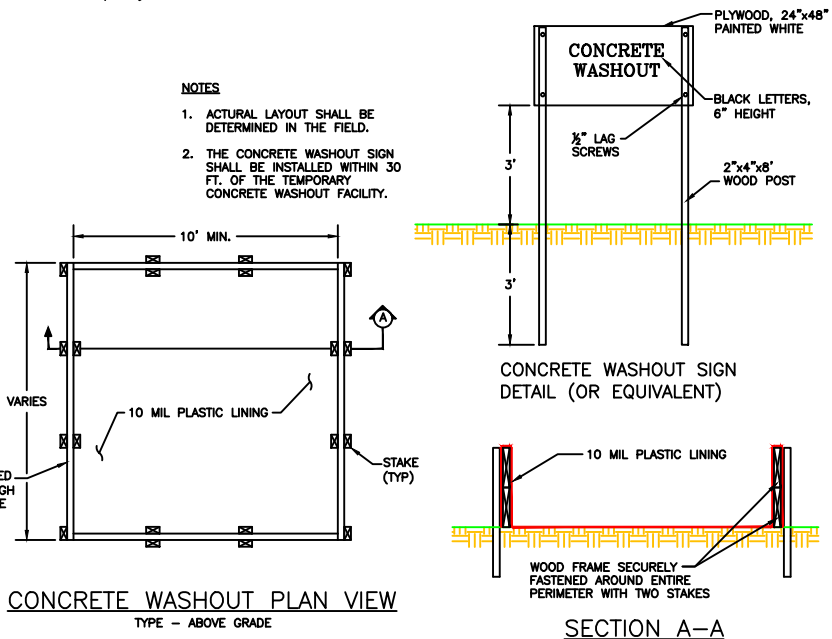 NOTES
1. ACTURAL LAYOUT SHALL BE
DETERMINED IN THE FIELD.
2. THE CONCRETE WASHOUT SIGN
SHALL BE INSTALLED WITHIN 30
FT. OF THE TEMPORARY
CONCRETE WASHOUT FACILITY.
PLYWOOD, 24"x48"
PAINTED WHITE
CONCRETE
WASHOUT
BLACK LETTERS,
6" HEIGHT
½" LAG
SCREWS
3'
2"x4"x8'
WOOD POST
3'
CONCRETE WASHOUT SIGN
DETAIL (OR EQUIVALENT)
10' MIN.
A
VARIES
10 MIL PLASTIC LINING
STAKE
(TYP)
ED
GH
E
CONCRETE WASHOUT PLAN VIEW
TYPE - ABOVE GRADE
10 MIL PLASTIC LINING
WOOD FRAME SECURELY
FASTENED AROUND ENTIRE
PERIMETER WITH TWO STAKES
SECTION A-A